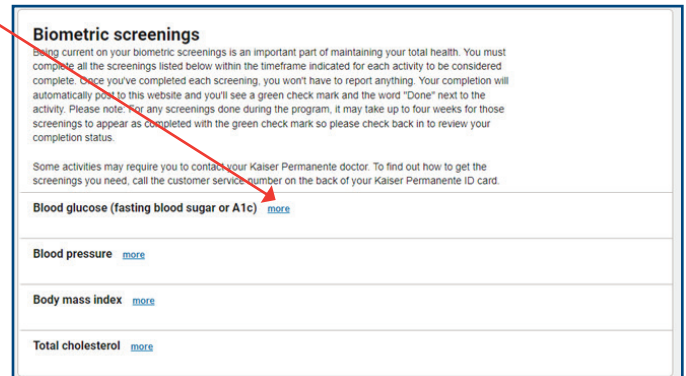 Biometric screenings
Being current on your biometric screenings is an important part of maintaining your total health. You must
complete all the screenings listed below within the timeframe indicated for each activity to be considered
complete. Once you've completed each screening, you won't have to report anything. Your completion will
automatically post to this website and you'll see a green check mark and the word "Done" next to the
activity. Please note: For any screenings done during the program, it may take up to four weeks for those
screenings to appear as completed with the green check mark so please check back in to review your
completion status.
Some activities may require you to contact your Kaiser Permanente doctor. To find out how to get the
screenings you need, call the customer service number on the back of your Kaiser Permanente ID card.
Blood glucose (fasting blood sugar or A1c) more
Blood pressure more
Body mass index more
Total cholesterol more